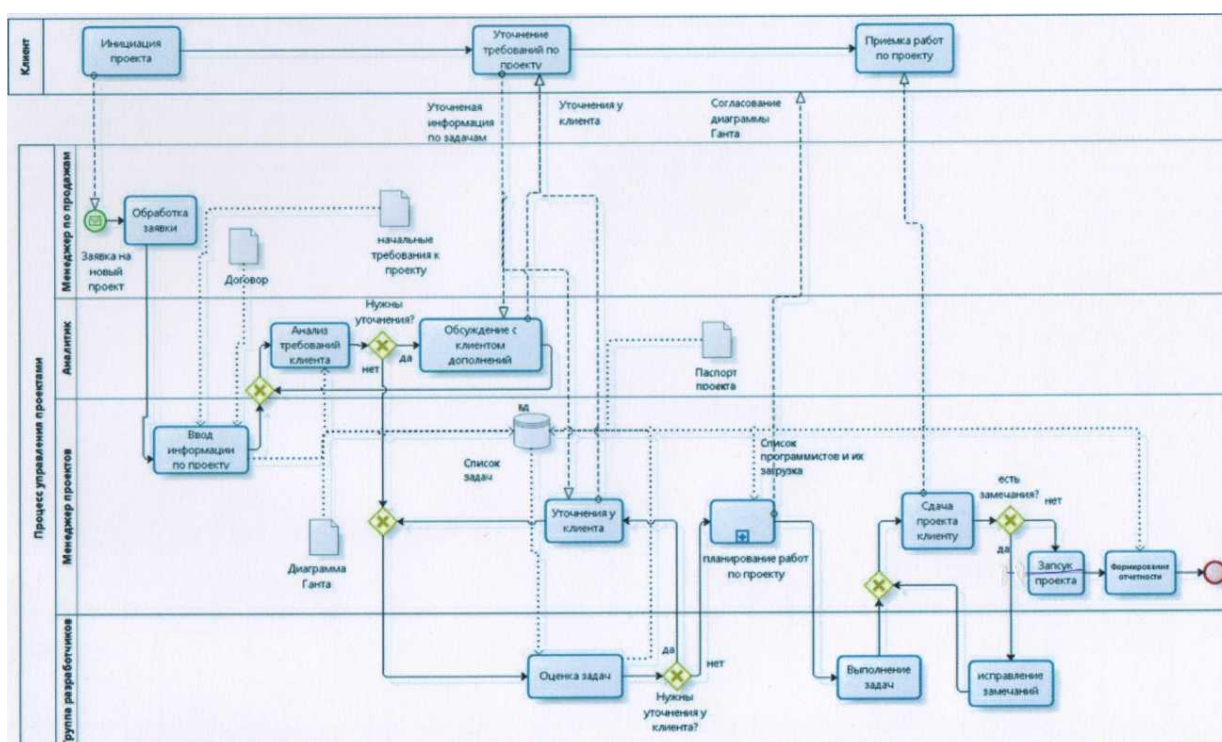 Клиент
Инициация
проекта
Уточнение
требований по
проекту
Приемка работ
по проекту
Уточненая
информация
по задачам
Уточнения у
клиента
Согласование
диаграммы
Ганта
Процесс управления проектами
Менеджер по продажам
Заявка на
новый
проект
Обработка
заявки
Договор
начальные
требования к
проекту
Аналитик
Анализ
требований
клиента
Нужны
уточнения?
да
нет
Обсуждение с
клиентом
дополнений
Паспорт
проекта
Менеджер проектов
Ввод
информации
по проекту
БД
Список
задач
Диаграмма
Ганта
Уточнения у
клиента
Список
программистов и их
загрузка
планирование работ
по проекту
Сдача
проекта
клиенту
есть
замечания?
нет
да
Запсук
проекта
Формирование
отчетности
Группа разработчиков
Оценка задач
да
нет
Нужны
уточнения у
клиента?
Выполнение
задач
исправление
замечаний